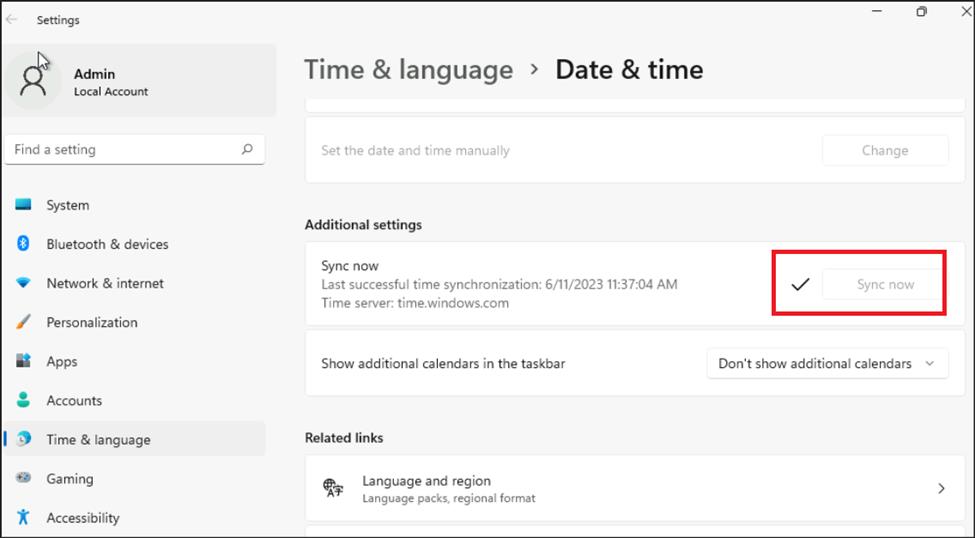 Settings
Admin
Local Account
Find a setting
System
Bluetooth & devices
Network & internet
Personalization
Apps
Accounts
Time & language
Gaming
Accessibility
Time & language › Date & time
Set the date and time manually
Change
Additional settings
Sync now
Last successful time synchronization: 6/11/2023 11:37:04 AM
Time server: time.windows.com
Sync now
Show additional calendars in the taskbar
Don't show additional calendars
Related links
Language and region
Language packs, regional format